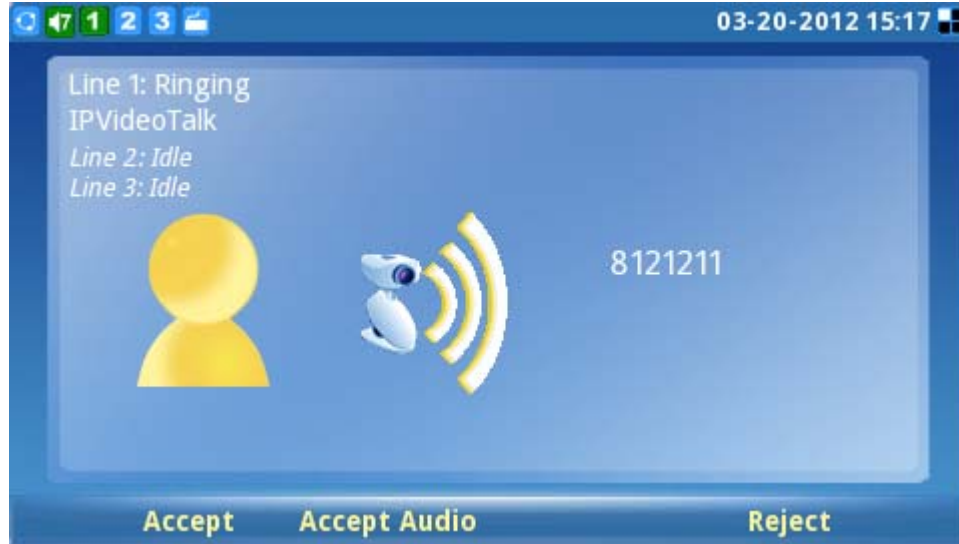 7 1 2 3 03-20-2012 15:17
Line 1: Ringing
IPVideoTalk
Line 2: Idle
Line 3: Idle
8121211
Accept Accept Audio Reject